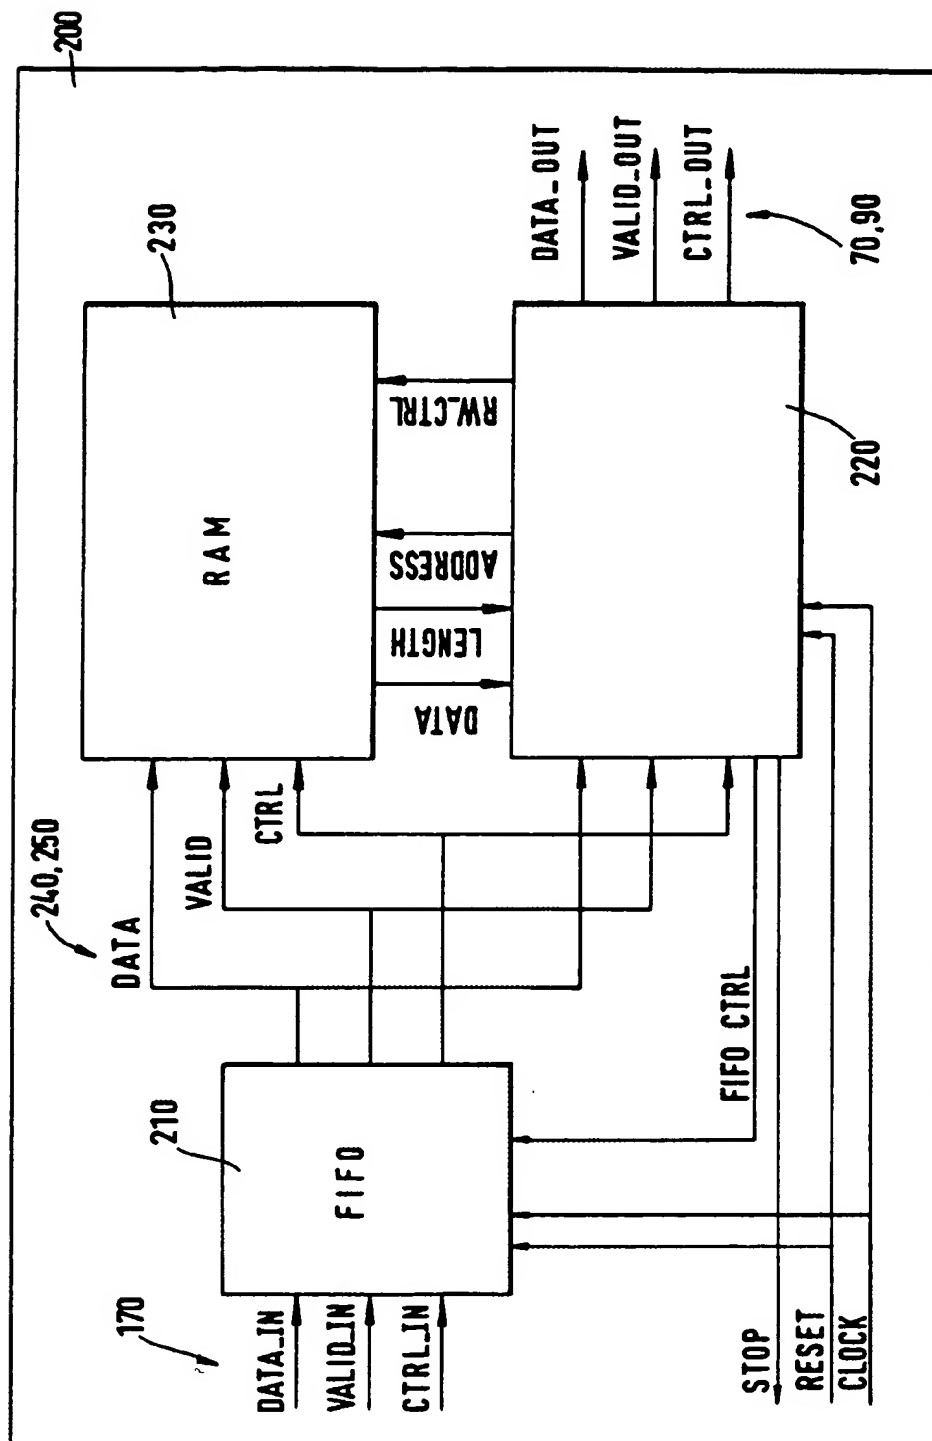 200
230
RAM
240, 250
DATA
VALID
CTRL
210
FIFO
170
DATA_IN
VALID_IN
CTRL_IN
DATA
LENGTH
ADDRESS
RW_CTRL
DATA_OUT
VALID_OUT
CTRL_OUT
70,90
220
FIFO CTRL
STOP
RESET
CLOCK